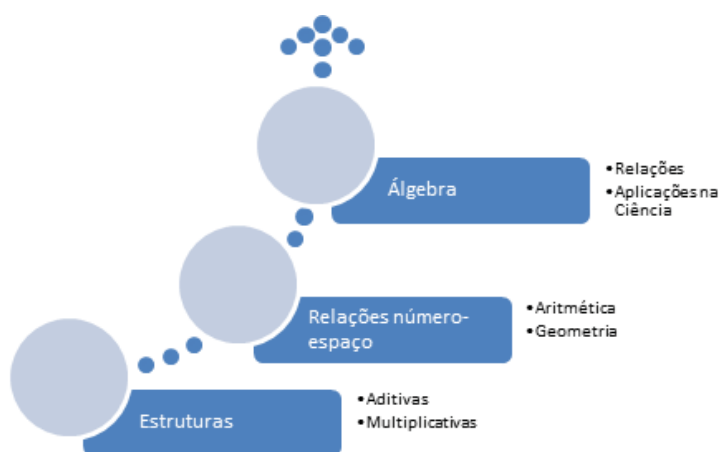 Álgebra
•Relações
•Aplicações na
Ciência
Relações número-
espaço
•Aritmética
•Geometria
Estruturas
•Aditivas
•Multiplicativas